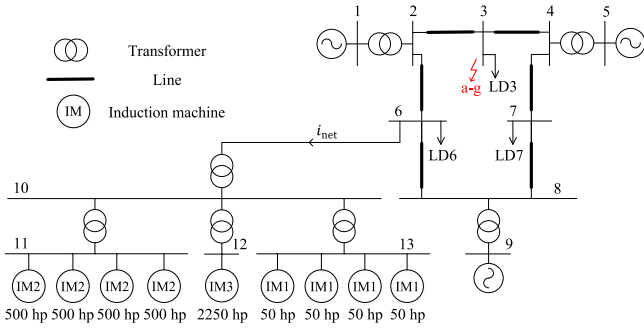 1 2 3 4 5
Transformer
Line
IM Induction machine
a-g LD3
6 7
i_net
LD6 LD7
10 8
11 12 13 9
IM2 IM2 IM2 IM2 IM3 IM1 IM1 IM1 IM1
500 hp 500 hp 500 hp 500 hp 2250 hp 50 hp 50 hp 50 hp 50 hp